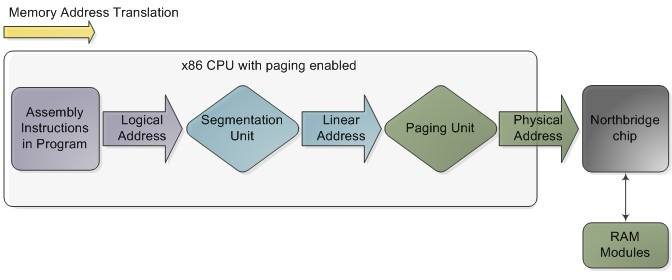 Memory Address Translation
x86 CPU with paging enabled
Assembly
Instructions
in Program
Logical
Address
Segmentation
Unit
Linear
Address
Paging Unit
Physical
Address
Northbridge
chip
RAM
Modules